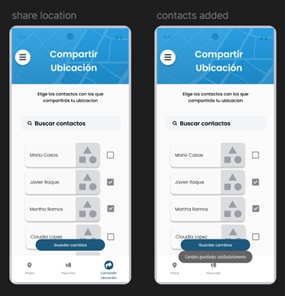 share location
Compartir
Ubicación
Elige los contactos con los que
compartirás tu ubicacion
Buscar contactos
Mario Casas
Javier Roque
Martha Ramos
Claudia Lopez
Guardar cambios
Mapa
Reportes
Compartir
ubicación
contacts added
Compartir
Ubicación
Elige los contactos con los que
compartirás tu ubicacion
Buscar contactos
Mario Casas
Javier Roque
Martha Ramos
Claudia Lopez
Guardar cambios
Cambios guardados satisfactoriamente
Mapa
Reportes
ubicación